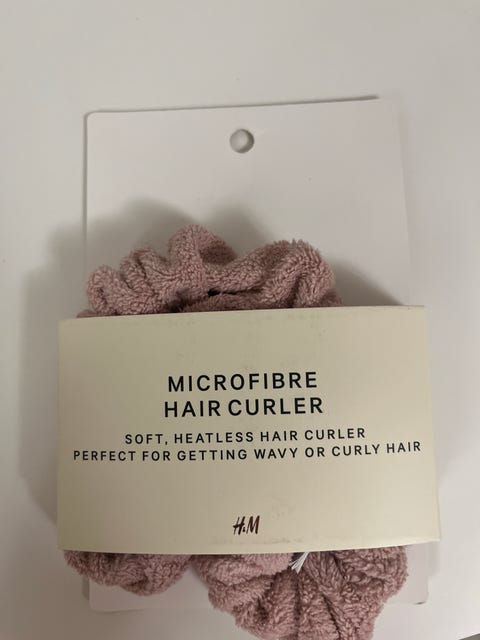 MICROFIBRE
HAIR CURLER
SOFT, HEATLESS HAIR CURLER
PERFECT FOR GETTING WAVY OR CURLY HAIR
H&M